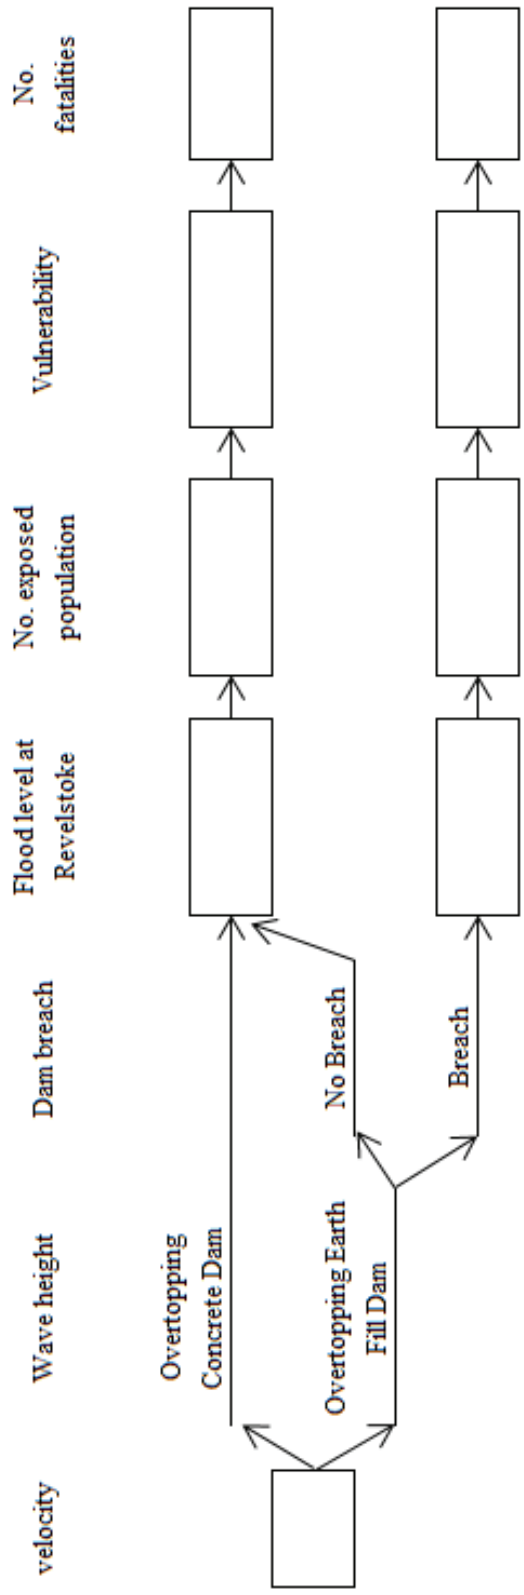 velocity
Wave height
Dam breach
Flood level at
Revelstoke
No. exposed
population
Vulnerability
No.
fatalities
Overtopping
Concrete Dam
Overtopping Earth
Fill Dam
No Breach
Breach